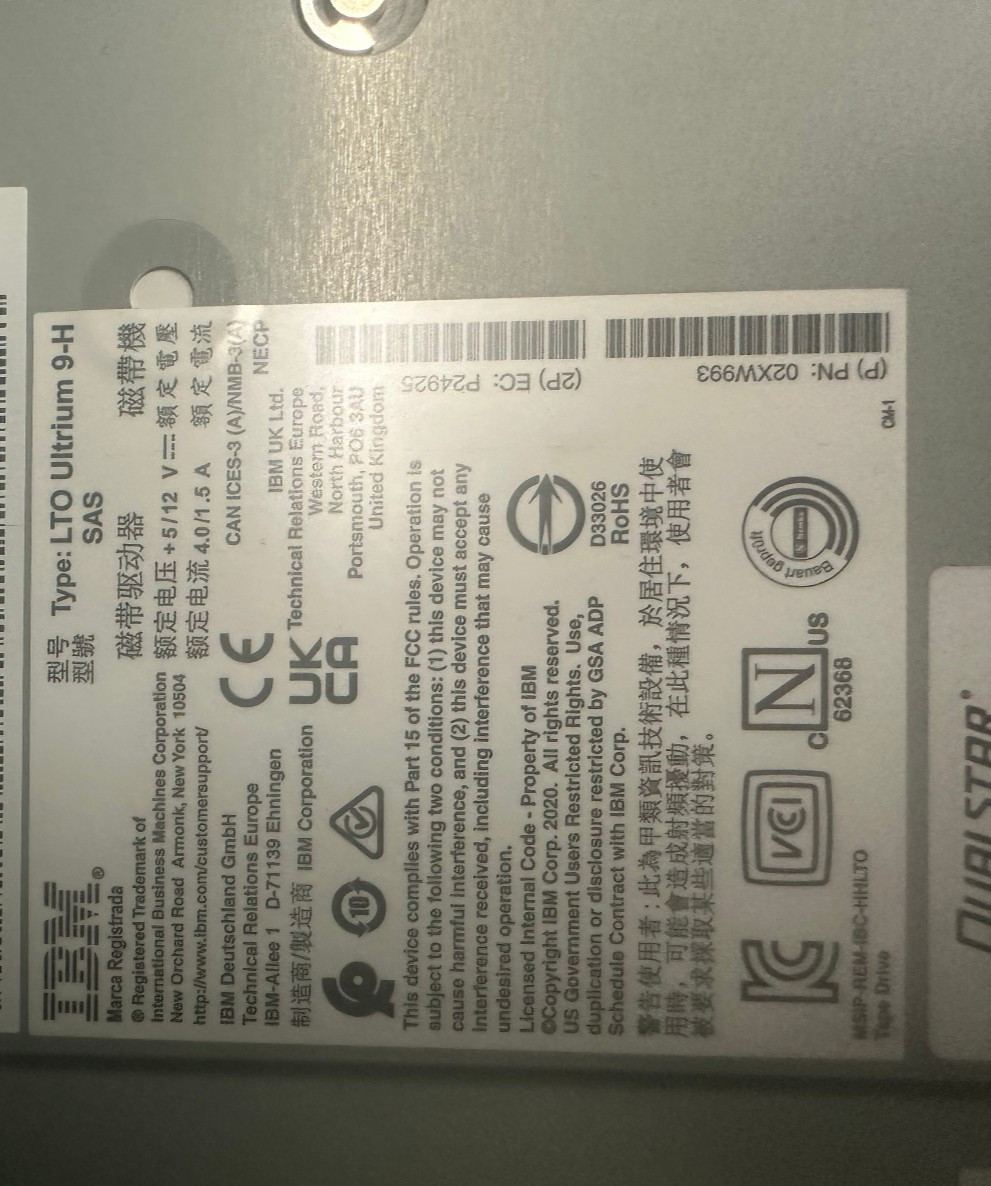 IBM®
型号 Type: LTO Ultrium 9-H
型號 SAS
Marca Registrada
® Registered Trademark of
International Business Machines Corporation
New Orchard Road Armonk, New York 10504
http://www.ibm.com/customersupport/
磁带驱动器 磁帶機
额定电压 +5/12 V 額定電壓
额定电流 4.0/1.5 A 額定電流
IBM Deutschland GmbH
Technical Relations Europe
IBM-Allee 1 D-71139 Ehningen
制造商/製造商 IBM Corporation
CE
UK
CA
CAN ICES-3 (A)/NMB-3(A)
NECP
IBM UK Ltd.
Technical Relations Europe
Western Road,
North Harbour
Portsmouth, PO6 3AU
United Kingdom
10
This device complies with Part 15 of the FCC rules. Operation is
subject to the following two conditions: (1) this device may not
cause harmful interference, and (2) this device must accept any
interference received, including interference that may cause
undesired operation.
Licensed Internal Code - Property of IBM
©Copyright IBM Corp. 2020. All rights reserved.
US Government Users Restricted Rights. Use,
duplication or disclosure restricted by GSA ADP
Schedule Contract with IBM Corp.
D33026
RoHS
(2P) EC: P24925
(P) PN: 02XW993
警告使用者:此為甲類資訊技術設備,於居住環境中使
用時,可能會造成射頻擾動,在此種情況下,使用者會
被要求採取某些適當的對策。
KC
VCI
c N US
62368
Bauart geprüft
CM-1
MSIP-REM-IBC-HHLTO
Tape Drive
QUALSTAR®